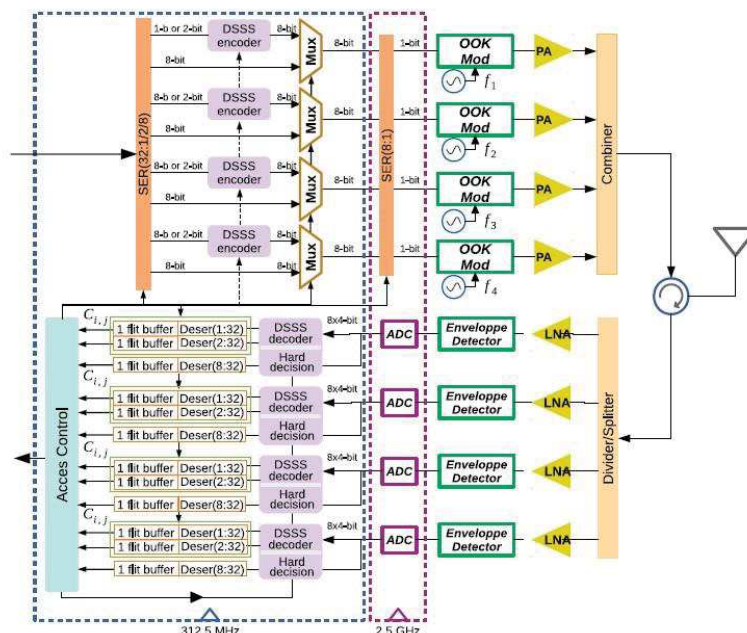 SER(32:1/2/8)
1-b or 2-bit
DSSS encoder
8-bit
8-bit
Mux
8-bit
1-bit
OOK Mod
f1
PA
8-b or 2-bit
DSSS encoder
8-bit
8-bit
Mux
8-bit
1-bit
OOK Mod
f2
PA
8-b or 2-bit
DSSS encoder
8-bit
8-bit
Mux
8-bit
1-bit
OOK Mod
f3
PA
8-b or 2-bit
DSSS encoder
8-bit
8-bit
Mux
8-bit
1-bit
OOK Mod
f4
PA
SER(8:1)
Combiner
Acces Control
Ci,j
1 flit buffer Deser(1:32)
1 flit buffer Deser(2:32)
1 flit buffer Deser(8:32)
DSSS decoder
Hard decision
8x4-bit
ADC
Enveloppe Detector
LNA
Ci,j
1 flit buffer Deser(1:32)
1 flit buffer Deser(2:32)
1 flit buffer Deser(8:32)
DSSS decoder
Hard decision
8x4-bit
ADC
Enveloppe Detector
LNA
Ci,j
1 flit buffer Deser(1:32)
1 flit buffer Deser(2:32)
1 flit buffer Deser(8:32)
DSSS decoder
Hard decision
8x4-bit
ADC
Enveloppe Detector
LNA
Ci,j
1 flit buffer Deser(1:32)
1 flit buffer Deser(2:32)
1 flit buffer Deser(8:32)
DSSS decoder
Hard decision
8x4-bit
ADC
Enveloppe Detector
LNA
Divider/Splitter
312.5 MHz
2.5 GHz